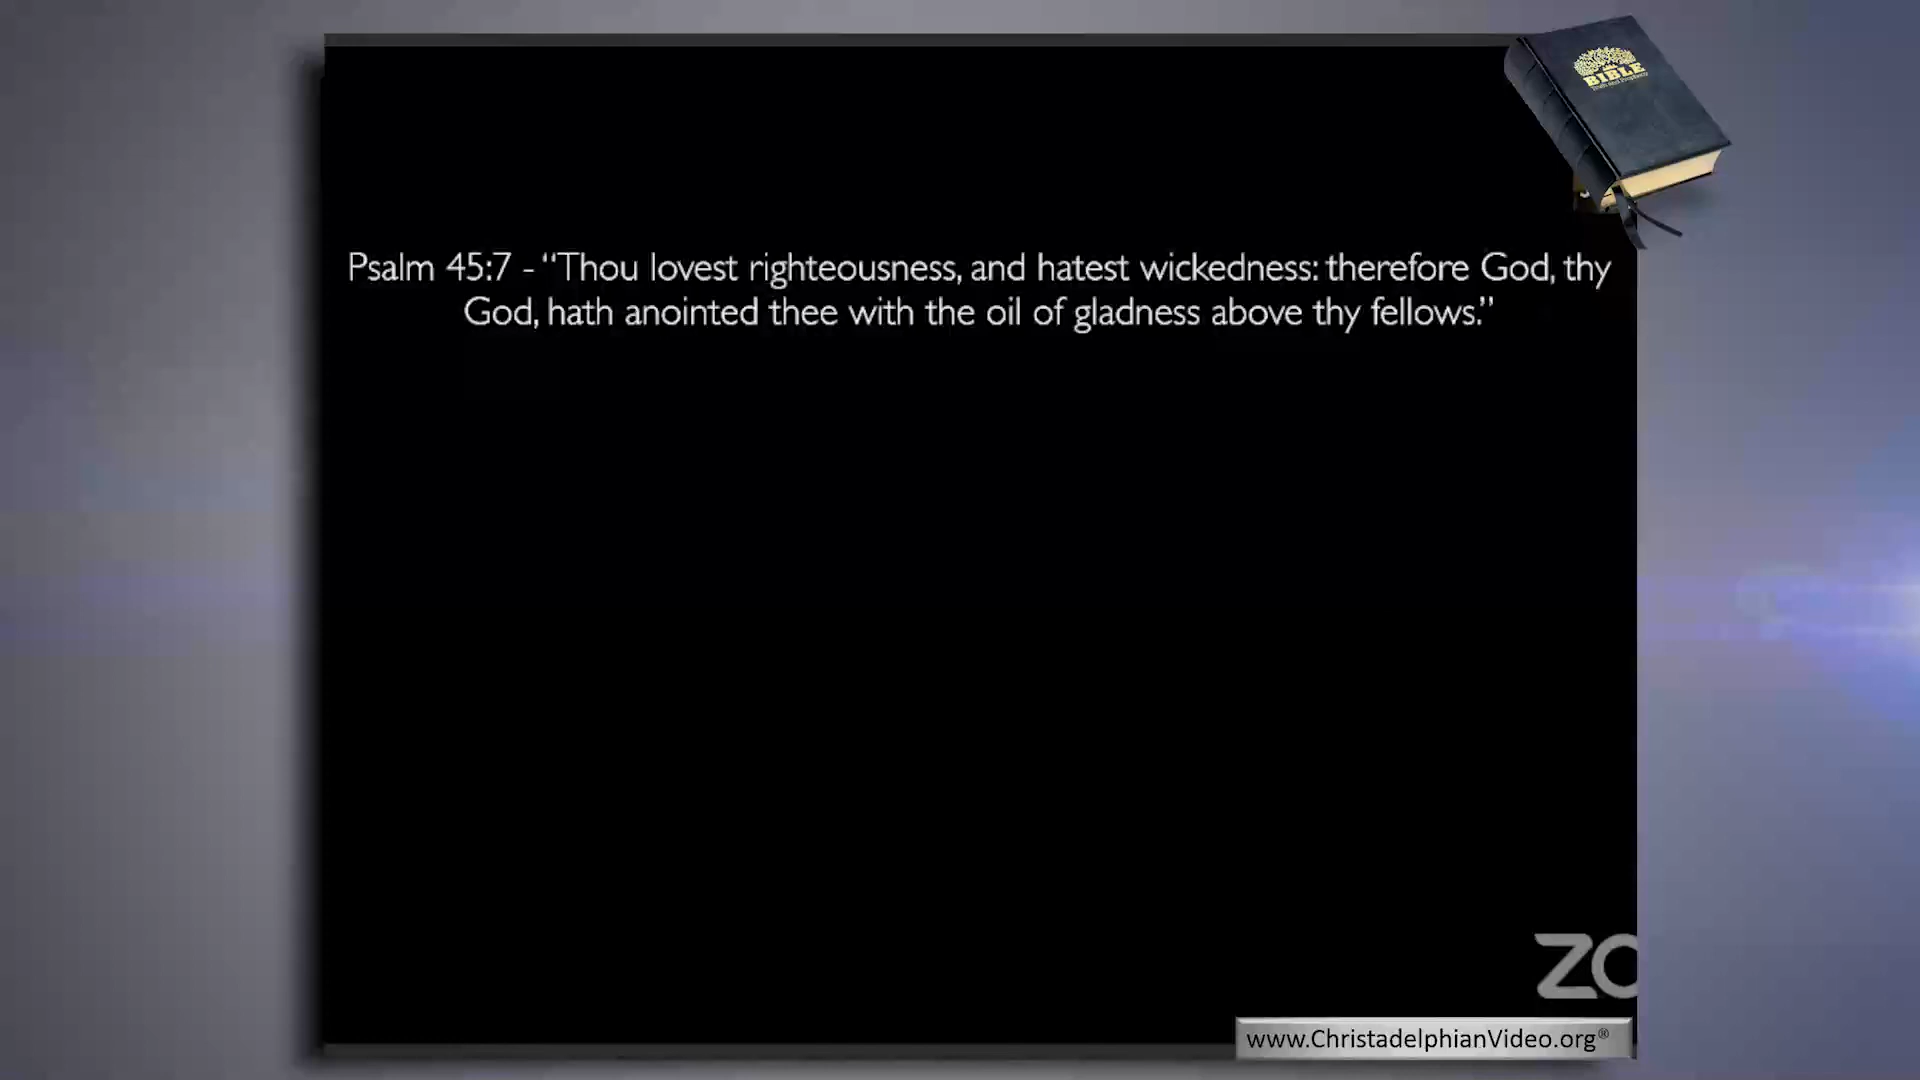 BIBLE
Psalm 45:7 - “Thou lovest righteousness, and hatest wickedness: therefore God, thy
God, hath anointed thee with the oil of gladness above thy fellows.”
ZO
www.ChristadelphianVideo.org®